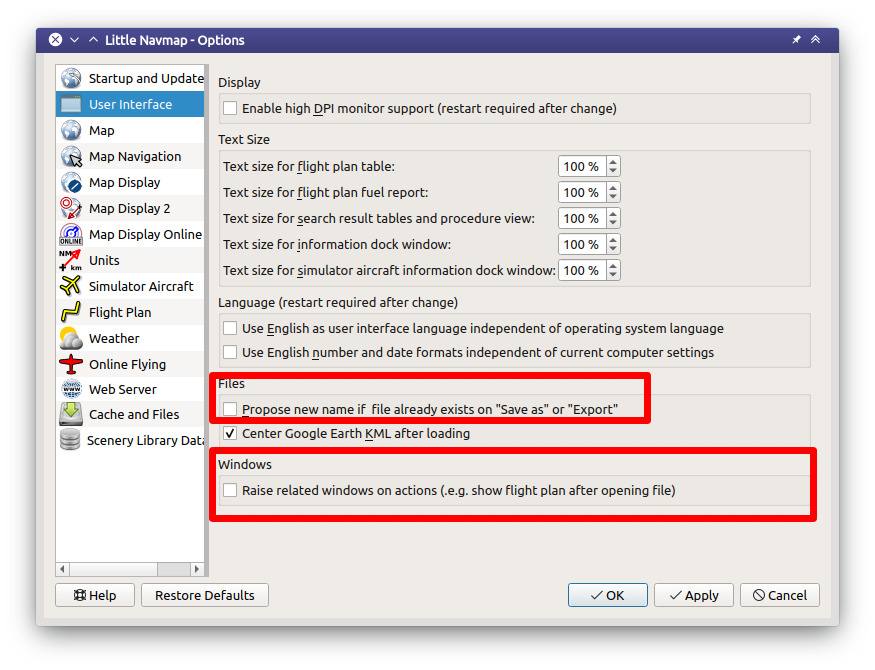 Little Navmap - Options
Startup and Update
User Interface
Map
Map Navigation
Map Display
Map Display 2
ONLINE
Map Display Online
NM
km
Units
Simulator Aircraft
Flight Plan
Weather
Online Flying
www
Web Server
Cache and Files
Scenery Library Data
Display
Enable high DPI monitor support (restart required after change)
Text Size
Text size for flight plan table:
100 %
Text size for flight plan fuel report:
100 %
Text size for search result tables and procedure view:
100 %
Text size for information dock window:
100 %
Text size for simulator aircraft information dock window:
100 %
Language (restart required after change)
Use English as user interface language independent of operating system language
Use English number and date formats independent of current computer settings
Files
Propose new name if  file already exists on "Save as" or "Export"
Center Google Earth KML after loading
Windows
Raise related windows on actions (.e.g. show flight plan after opening file)
Help
Restore Defaults
OK
Apply
Cancel